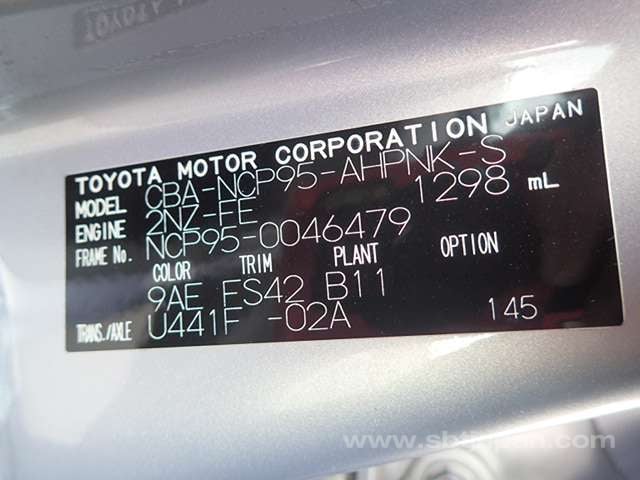 TOYOTA MOTOR CORPORATION JAPAN
MODEL CBA-NCP95-AHPNK-S
ENGINE 2NZ-FE 1298 mL
FRAME No. NCP95-0046479
COLOR TRIM PLANT OPTION
9AE FS42 B11
TRANS./AXLE U441F -02A 145
www.sbtjapan.com